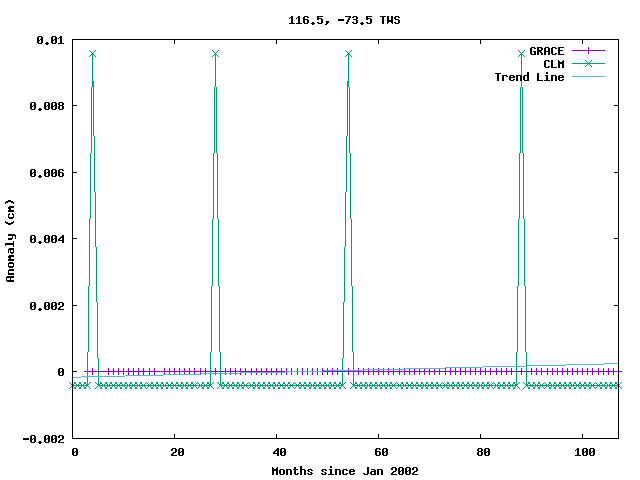 116.5, -73.5 TWS
GRACE
CLM
Trend Line
0.01
0.008
0.006
0.004
0.002
0
-0.002
Anomaly (cm)
0 20 40 60 80 100
Months since Jan 2002